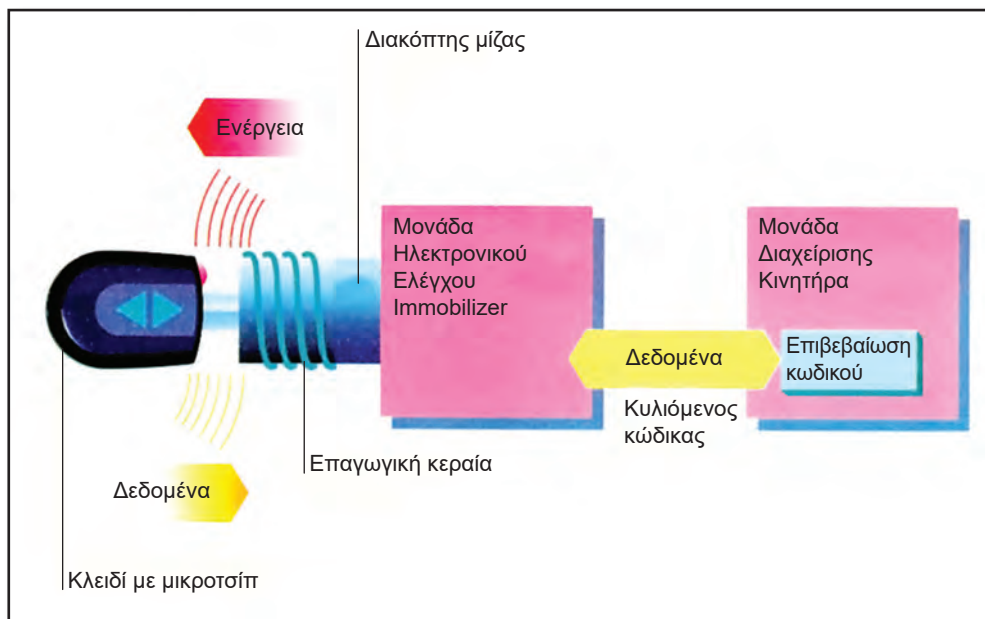 Διακόπτης μίζας
Ενέργεια
Μονάδα
Ηλεκτρονικού
Ελέγχου
Immobilizer
Μονάδα
Διαχείρισης
Κινητήρα
Δεδομένα
Επιβεβαίωση
κωδικού
Κυλιόμενος
κώδικας
Επαγωγική κεραία
Δεδομένα
Κλειδί με μικροτσίπ